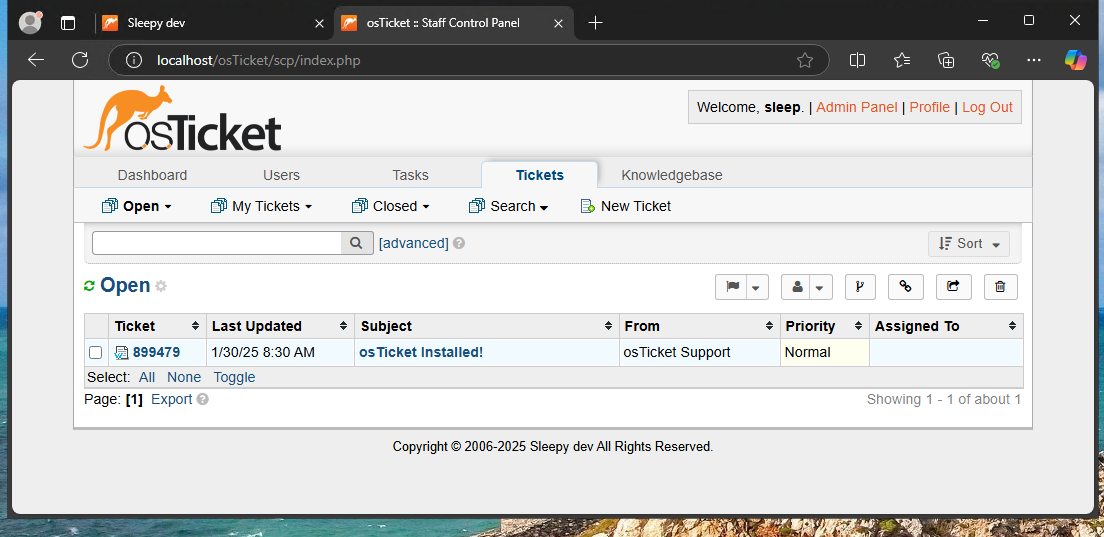 Sleepy dev
osTicket :: Staff Control Panel
localhost/osTicket/scp/index.php
osTicket
Welcome, sleep. | Admin Panel | Profile | Log Out
Dashboard Users Tasks Tickets Knowledgebase
Open My Tickets Closed Search New Ticket
[advanced] Sort
Open
Ticket Last Updated Subject From Priority Assigned To
899479 1/30/25 8:30 AM osTicket Installed! osTicket Support Normal
Select: All None Toggle
Page: [1] Export Showing 1 - 1 of about 1
Copyright © 2006-2025 Sleepy dev All Rights Reserved.